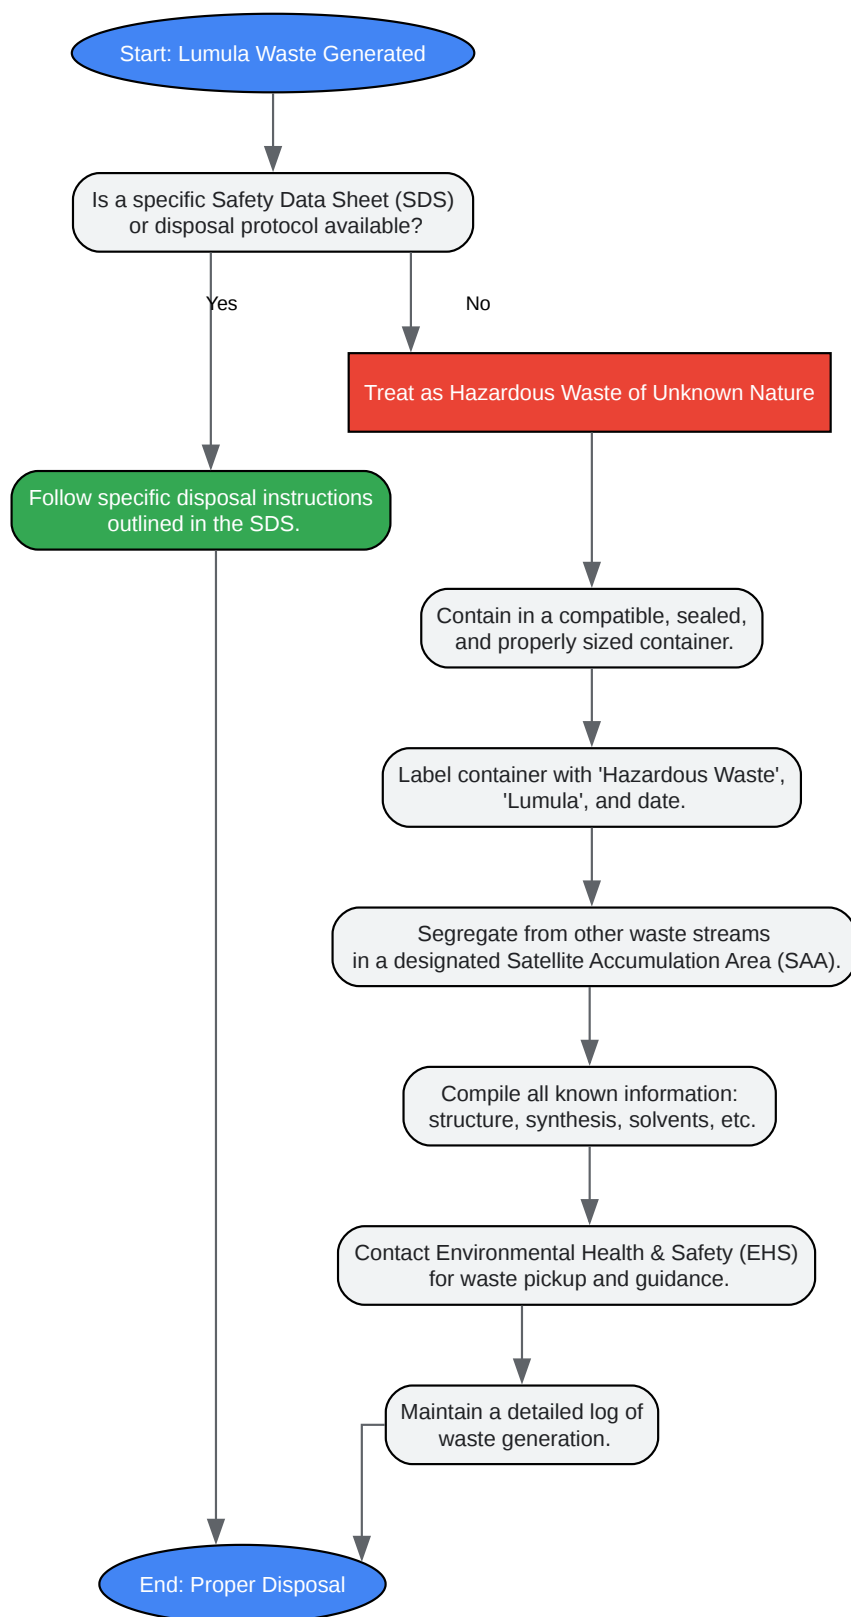 Start: Lumula Waste Generated
Is a specific Safety Data Sheet (SDS)
or disposal protocol available?
Yes
No
Treat as Hazardous Waste of Unknown Nature
Follow specific disposal instructions
outlined in the SDS.
Contain in a compatible, sealed,
and properly sized container.
Label container with 'Hazardous Waste',
'Lumula', and date.
Segregate from other waste streams
in a designated Satellite Accumulation Area (SAA).
Compile all known information:
structure, synthesis, solvents, etc.
Contact Environmental Health & Safety (EHS)
for waste pickup and guidance.
Maintain a detailed log of
waste generation.
End: Proper Disposal